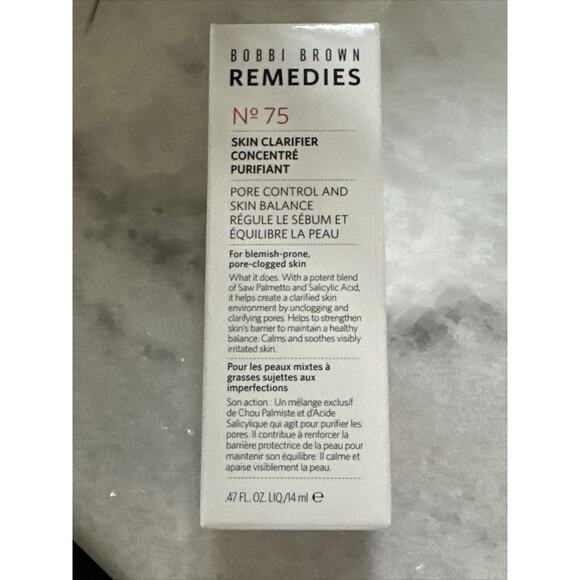 BOBBI BROWN
REMEDIES
Nº 75
SKIN CLARIFIER
CONCENTRÉ
PURIFIANT
PORE CONTROL AND
SKIN BALANCE
RÉGULE LE SÉBUM ET
ÉQUILIBRE LA PEAU
For blemish-prone,
pore-clogged skin
What it does. With a potent blend
of Saw Palmetto and Salicylic Acid,
it helps create a clarified skin
environment by unclogging and
clarifying pores. Helps to strengthen
skin's barrier to maintain a healthy
balance. Calms and soothes visibly
irritated skin.
Pour les peaux mixtes à
grasses sujettes aux
imperfections
Son action : Un mélange exclusif
de Chou Palmiste et d'Acide
Salicylique qui agit pour purifier les
pores. Il contribue à renforcer la
barrière protectrice de la peau pour
maintenir son équilibre. Il calme et
apaise visiblement la peau.
.47 FL. OZ. LIQ/14 ml ℮